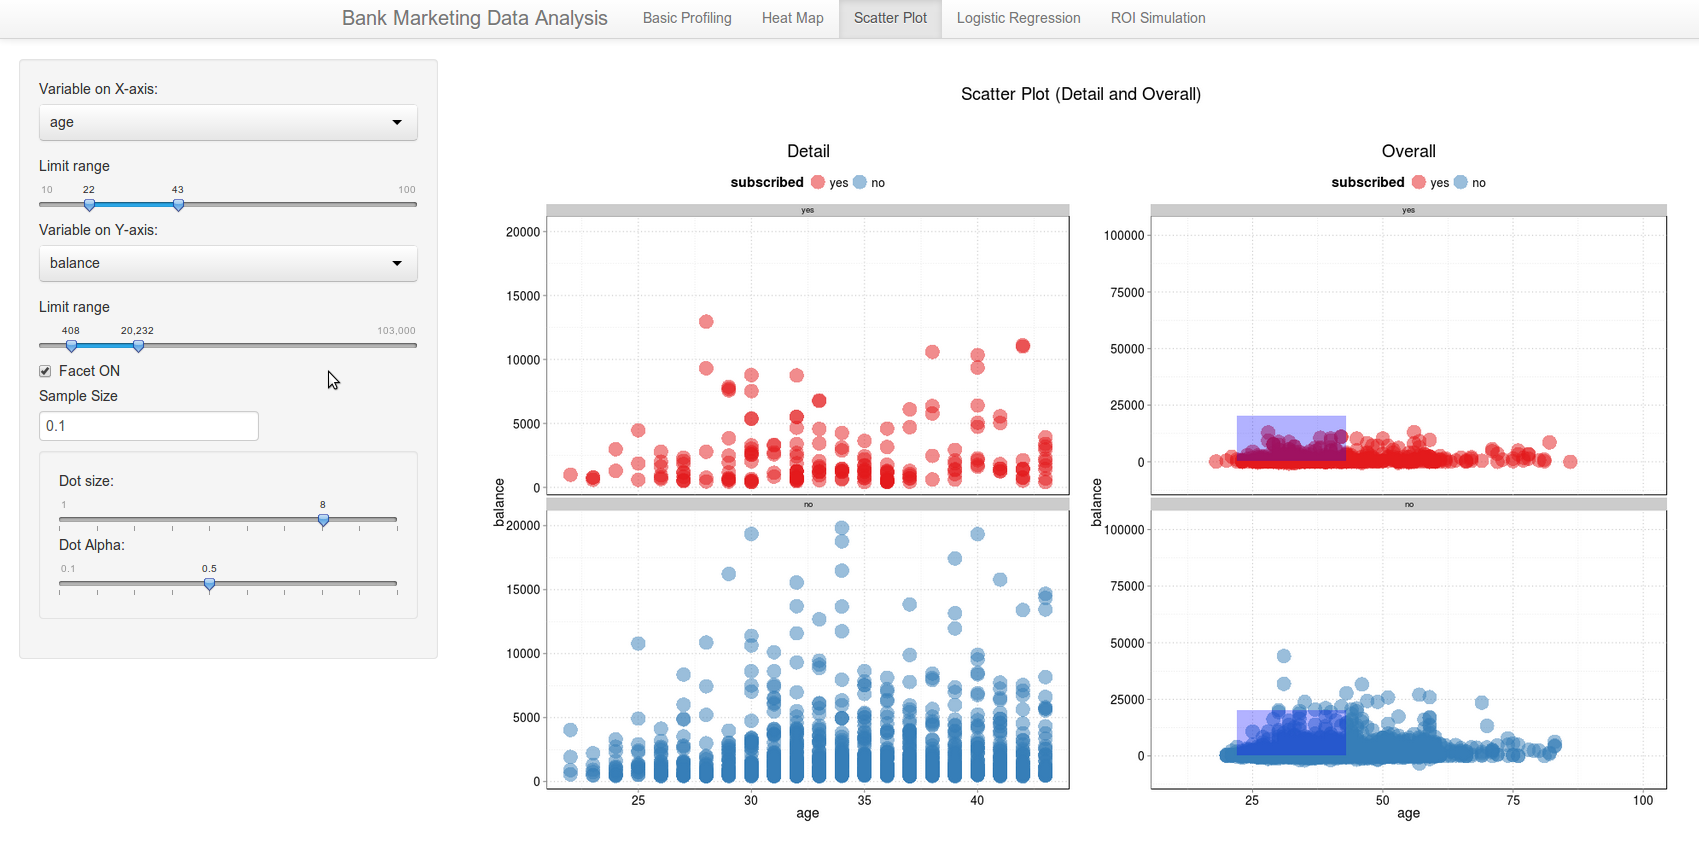 Bank Marketing Data Analysis Basic Profiling Heat Map Scatter Plot Logistic Regression ROI Simulation
Variable on X-axis:
age
Limit range
10 22 43 100
Variable on Y-axis:
balance
Limit range
408 20,232 103,000
Facet ON
Sample Size
0.1
Dot size:
1 8
Dot Alpha:
0.1 0.5
Scatter Plot (Detail and Overall)
Detail
subscribed yes no
yes
20000
15000
10000
5000
0
no
20000
15000
10000
5000
0
balance
25 30 35 40
age
Overall
subscribed yes no
yes
100000
75000
50000
25000
0
no
100000
75000
50000
25000
0
balance
25 50 75 100
age